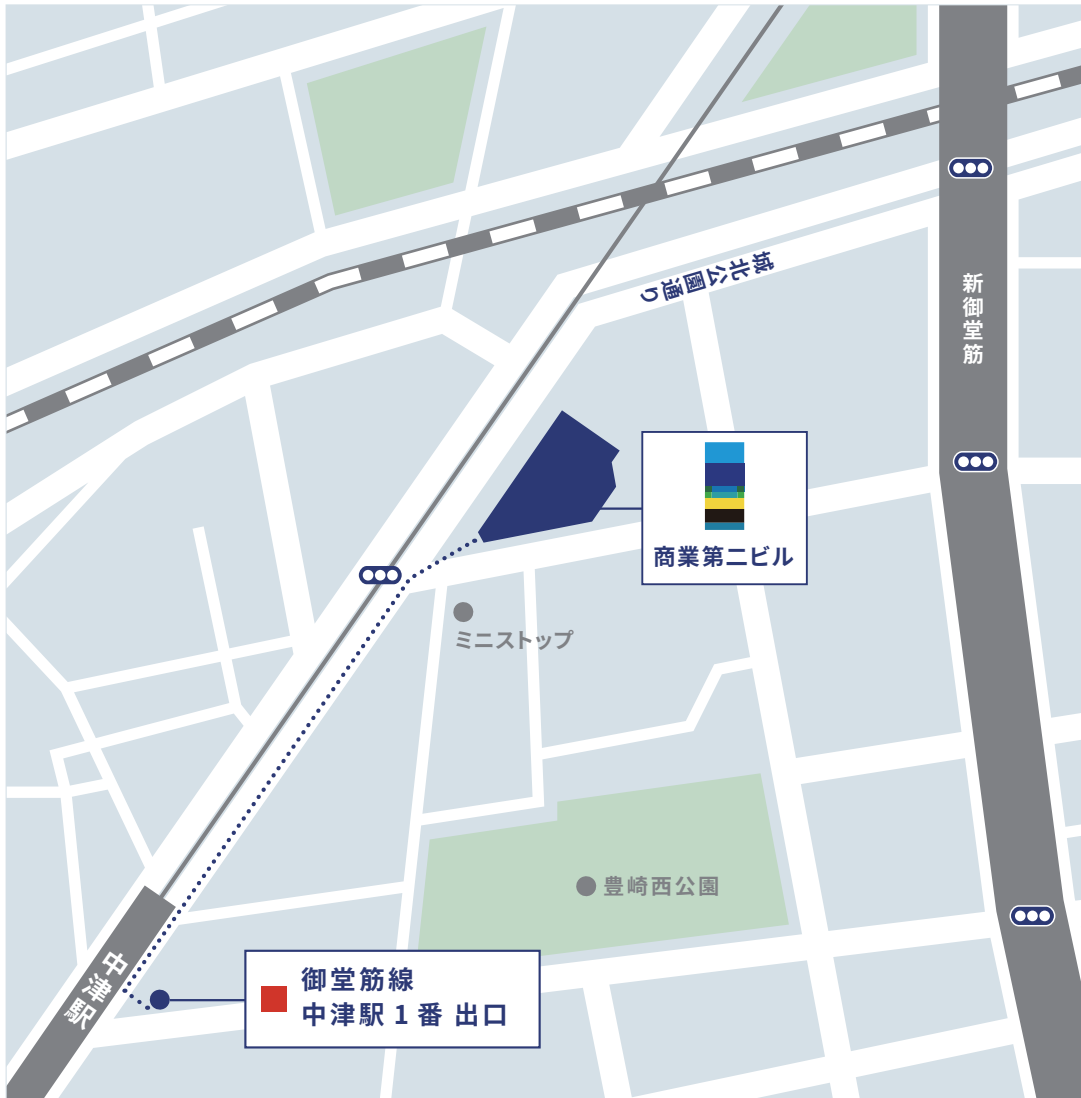 城北公園通り
新御堂筋
商業第二ビル
ミニストップ
豊崎西公園
中津駅
御堂筋線
中津駅 1 番 出口